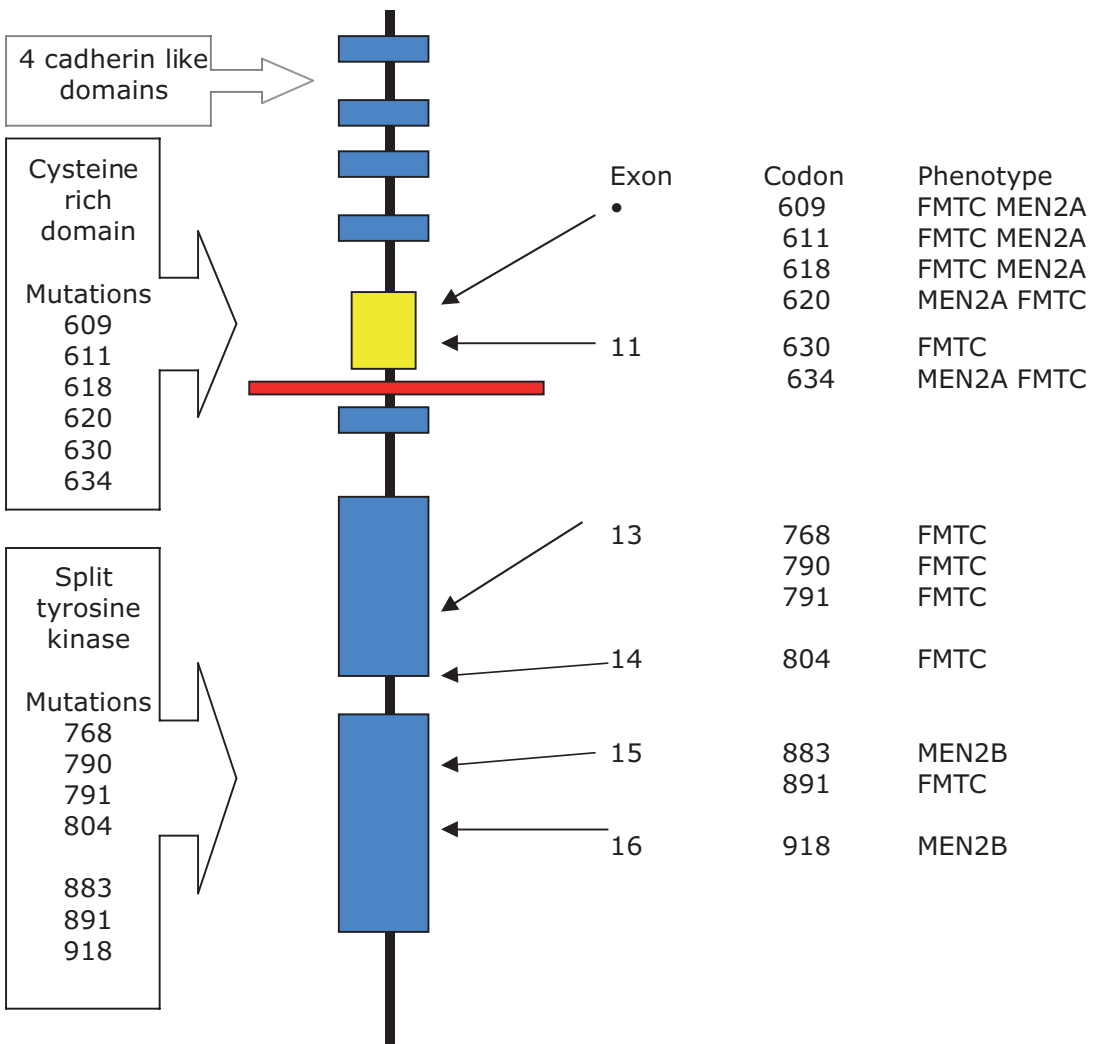 4 cadherin like
domains
Cysteine
rich
domain
Mutations
609
611
618
620
630
634
Split
tyrosine
kinase
Mutations
768
790
791
804
883
891
918
Exon Codon Phenotype
• 609 FMTC MEN2A
611 FMTC MEN2A
618 FMTC MEN2A
620 MEN2A FMTC
11 630 FMTC
634 MEN2A FMTC
13 768 FMTC
790 FMTC
791 FMTC
14 804 FMTC
15 883 MEN2B
891 FMTC
16 918 MEN2B